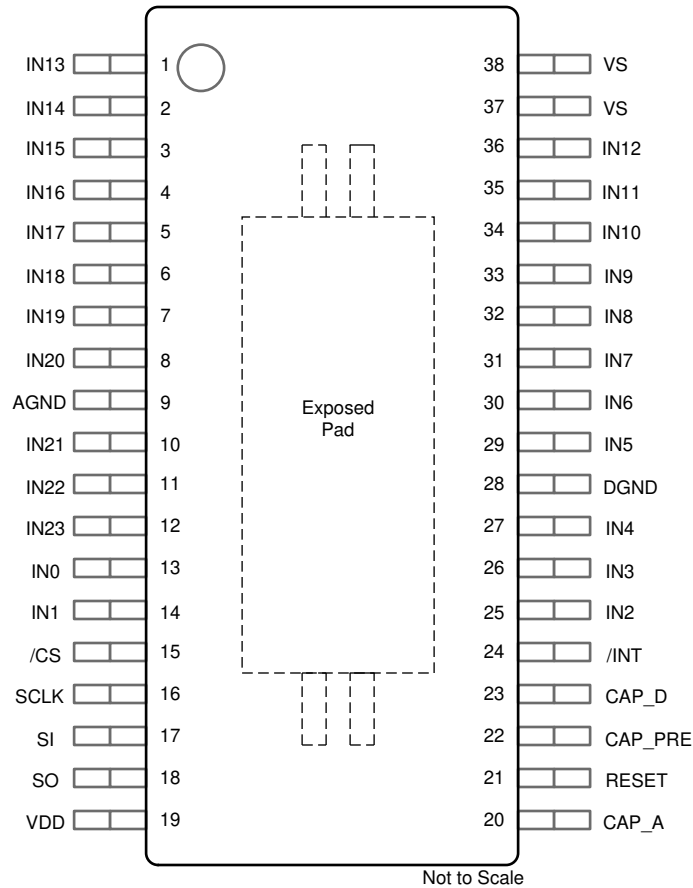 IN13 1 38 VS
IN14 2 37 VS
IN15 3 36 IN12
IN16 4 35 IN11
IN17 5 34 IN10
IN18 6 33 IN9
IN19 7 32 IN8
IN20 8 31 IN7
AGND 9 Exposed 30 IN6
Pad
IN21 10 29 IN5
IN22 11 28 DGND
IN23 12 27 IN4
IN0 13 26 IN3
IN1 14 25 IN2
/CS 15 24 /INT
SCLK 16 23 CAP_D
SI 17 22 CAP_PRE
SO 18 21 RESET
VDD 19 20 CAP_A
Not to Scale